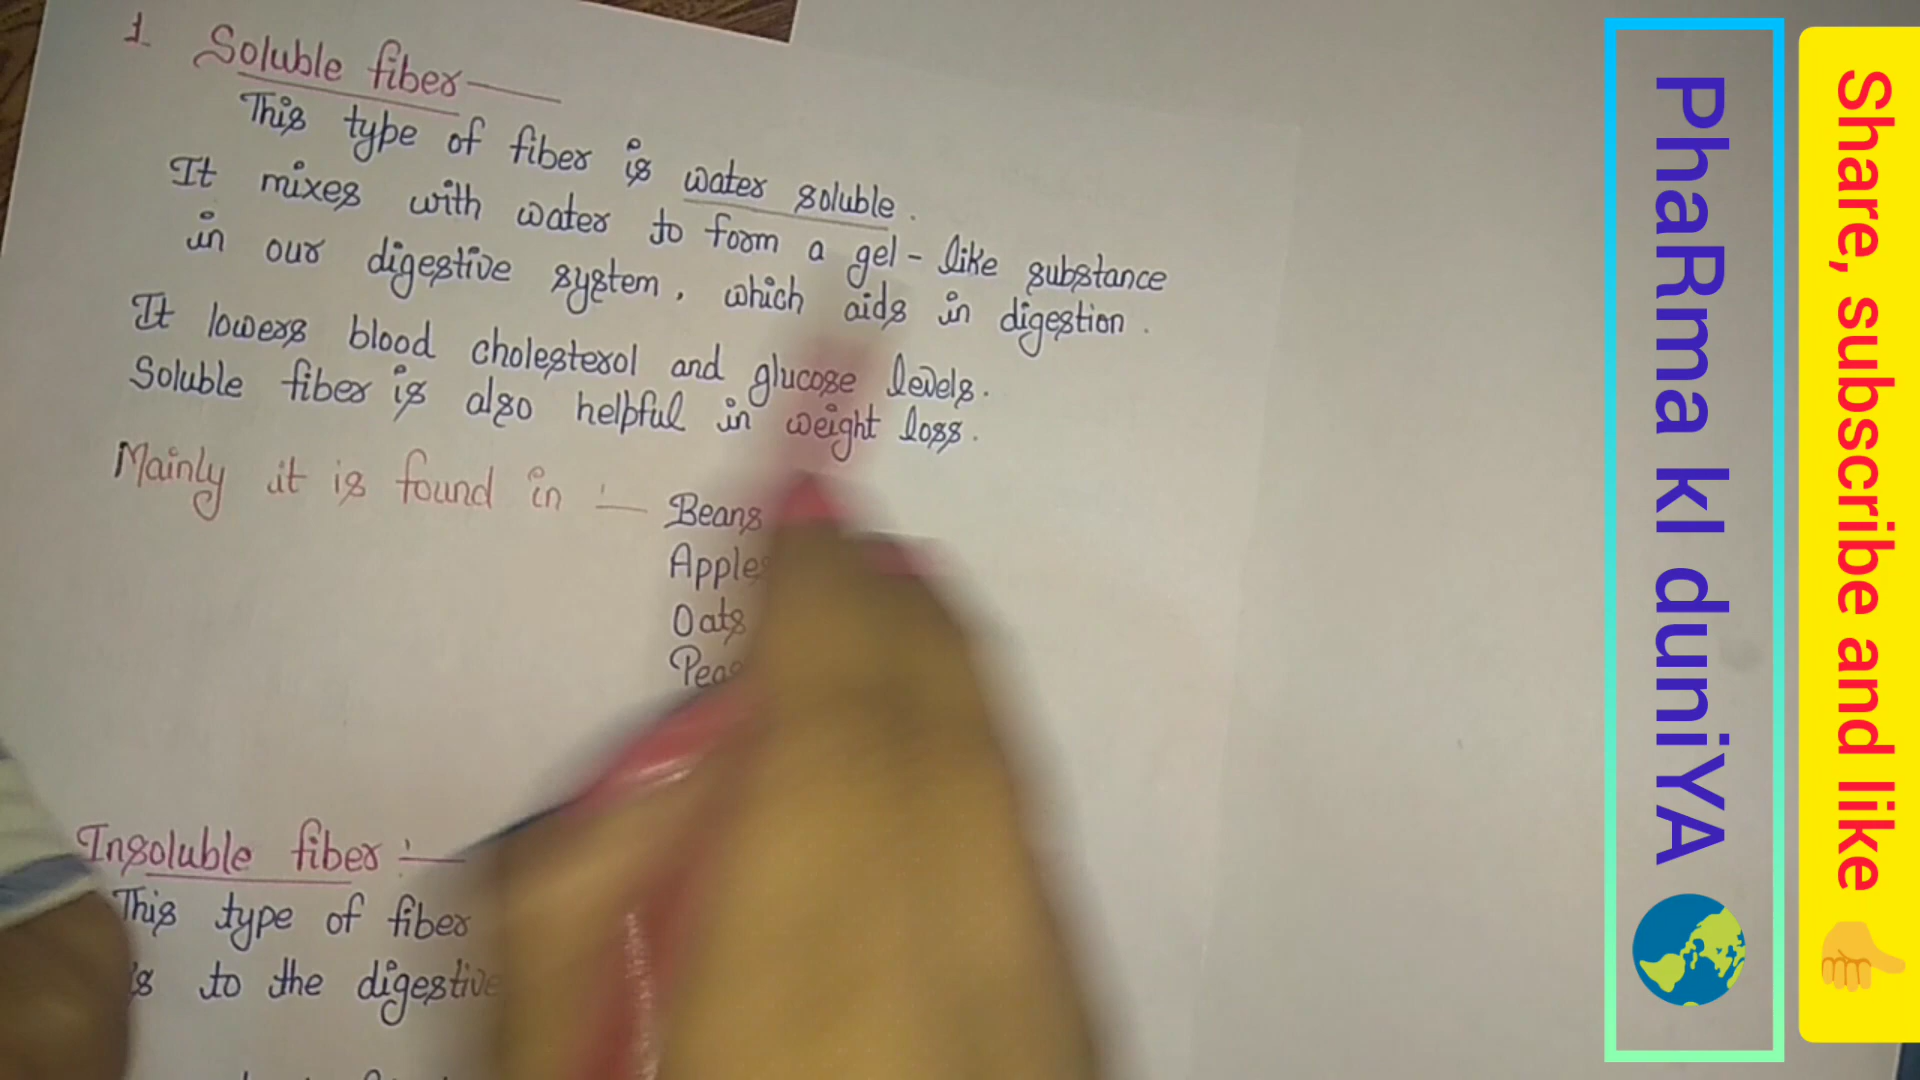 1 Soluble fiber—
This type of fiber is water soluble.
It mixes with water to form a gel-like substance
in our digestive system, which aids in digestion.
It lowers blood cholesterol and glucose levels.
Soluble fiber is also helpful in weight loss.
Mainly it is found in :— Beans
Apples
Oats
Peas
Insoluble fiber :—
This type of fiber
to the digestive
PhaRma kI duniYA
Share, subscribe and like